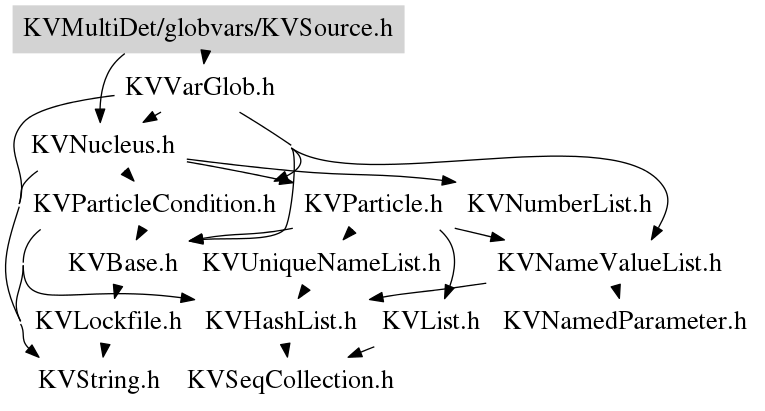 KVMultiDet/globvars/KVSource.h
KVVarGlob.h
KVNucleus.h
KVParticleCondition.h
KVParticle.h
KVNumberList.h
KVBase.h
KVUniqueNameList.h
KVNameValueList.h
KVLockfile.h
KVHashList.h
KVList.h
KVNamedParameter.h
KVString.h
KVSeqCollection.h